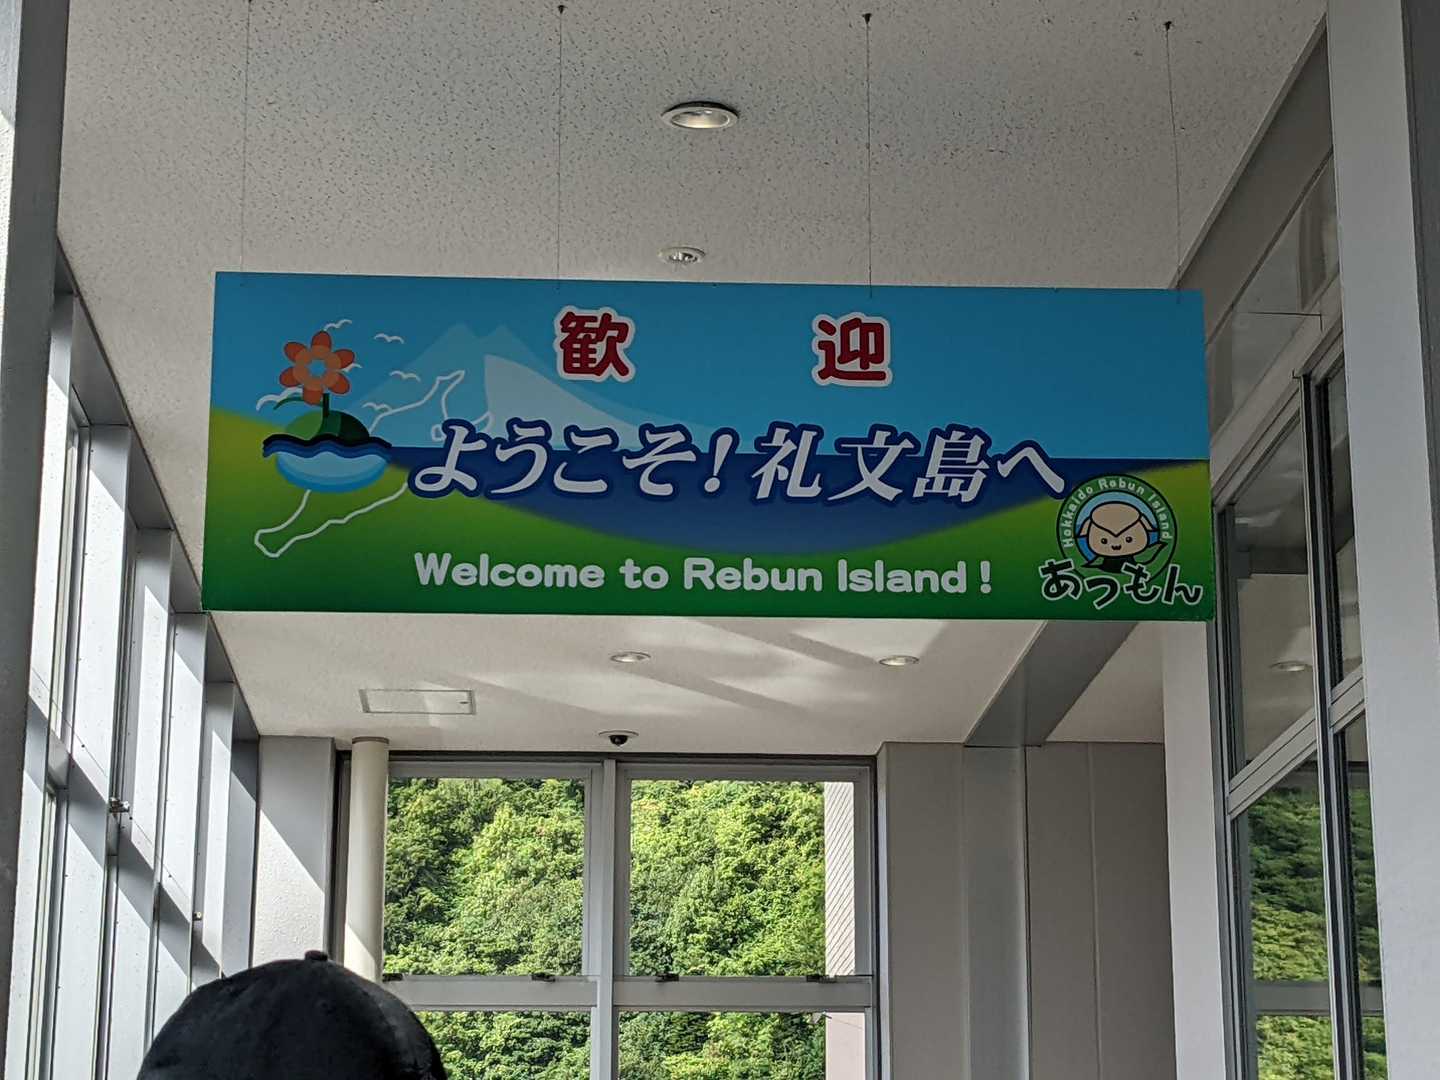 歓 迎
ようこそ！礼文島へ
Welcome to Rebun Island！
Hokkaido Rebun Island
あつもん